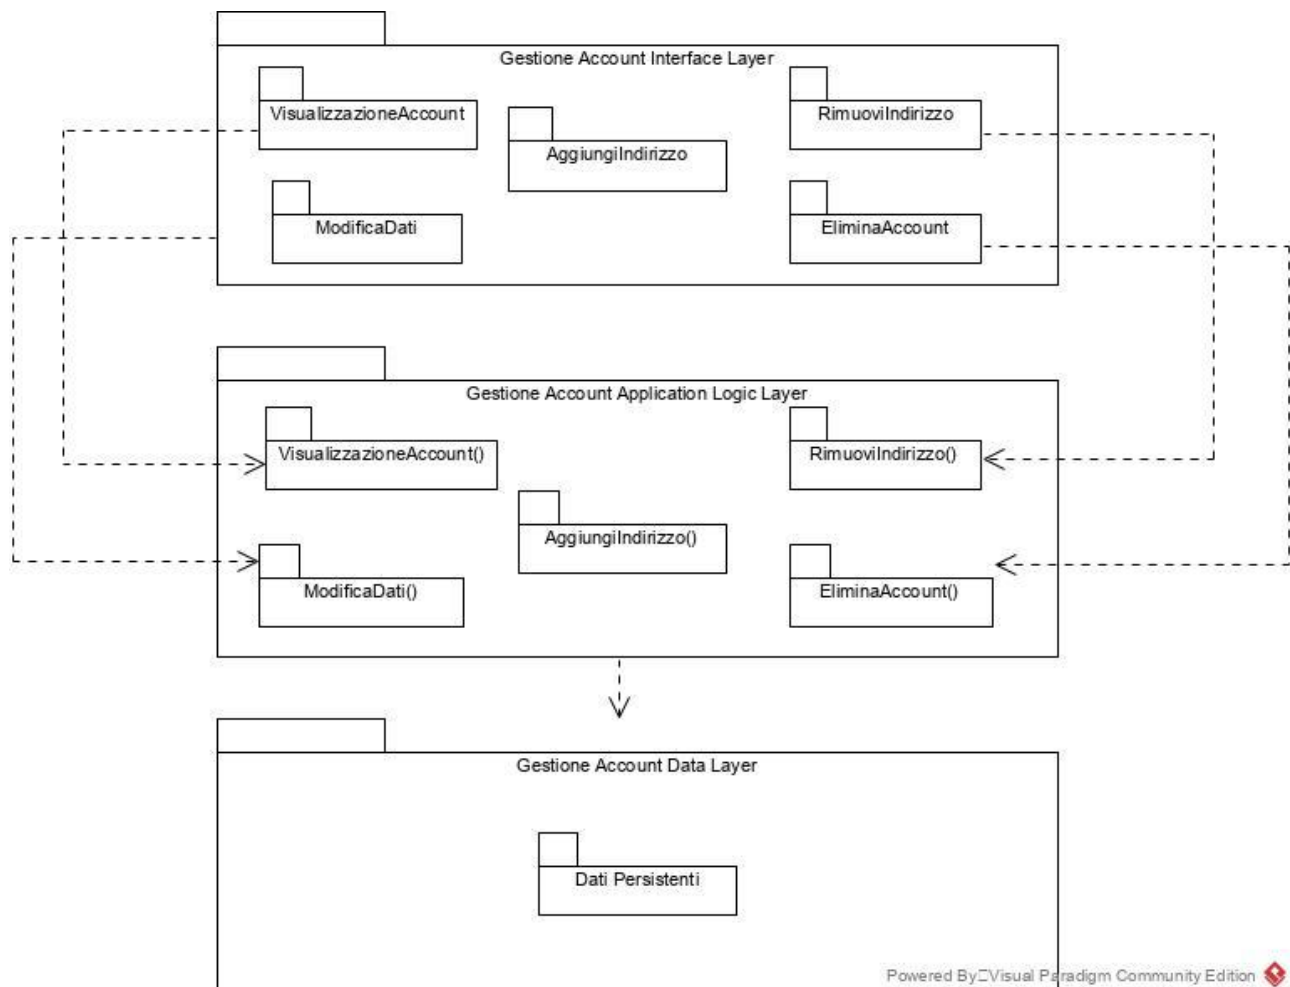 Gestione Account Interface Layer
VisualizzazioneAccount
RimuoviIndirizzo
AggiungiIndirizzo
ModificaDati
EliminaAccount
Gestione Account Application Logic Layer
VisualizzazioneAccount()
RimuoviIndirizzo()
AggiungiIndirizzo()
ModificaDati()
EliminaAccount()
Gestione Account Data Layer
Dati Persistenti
Powered By Visual Paradigm Community Edition